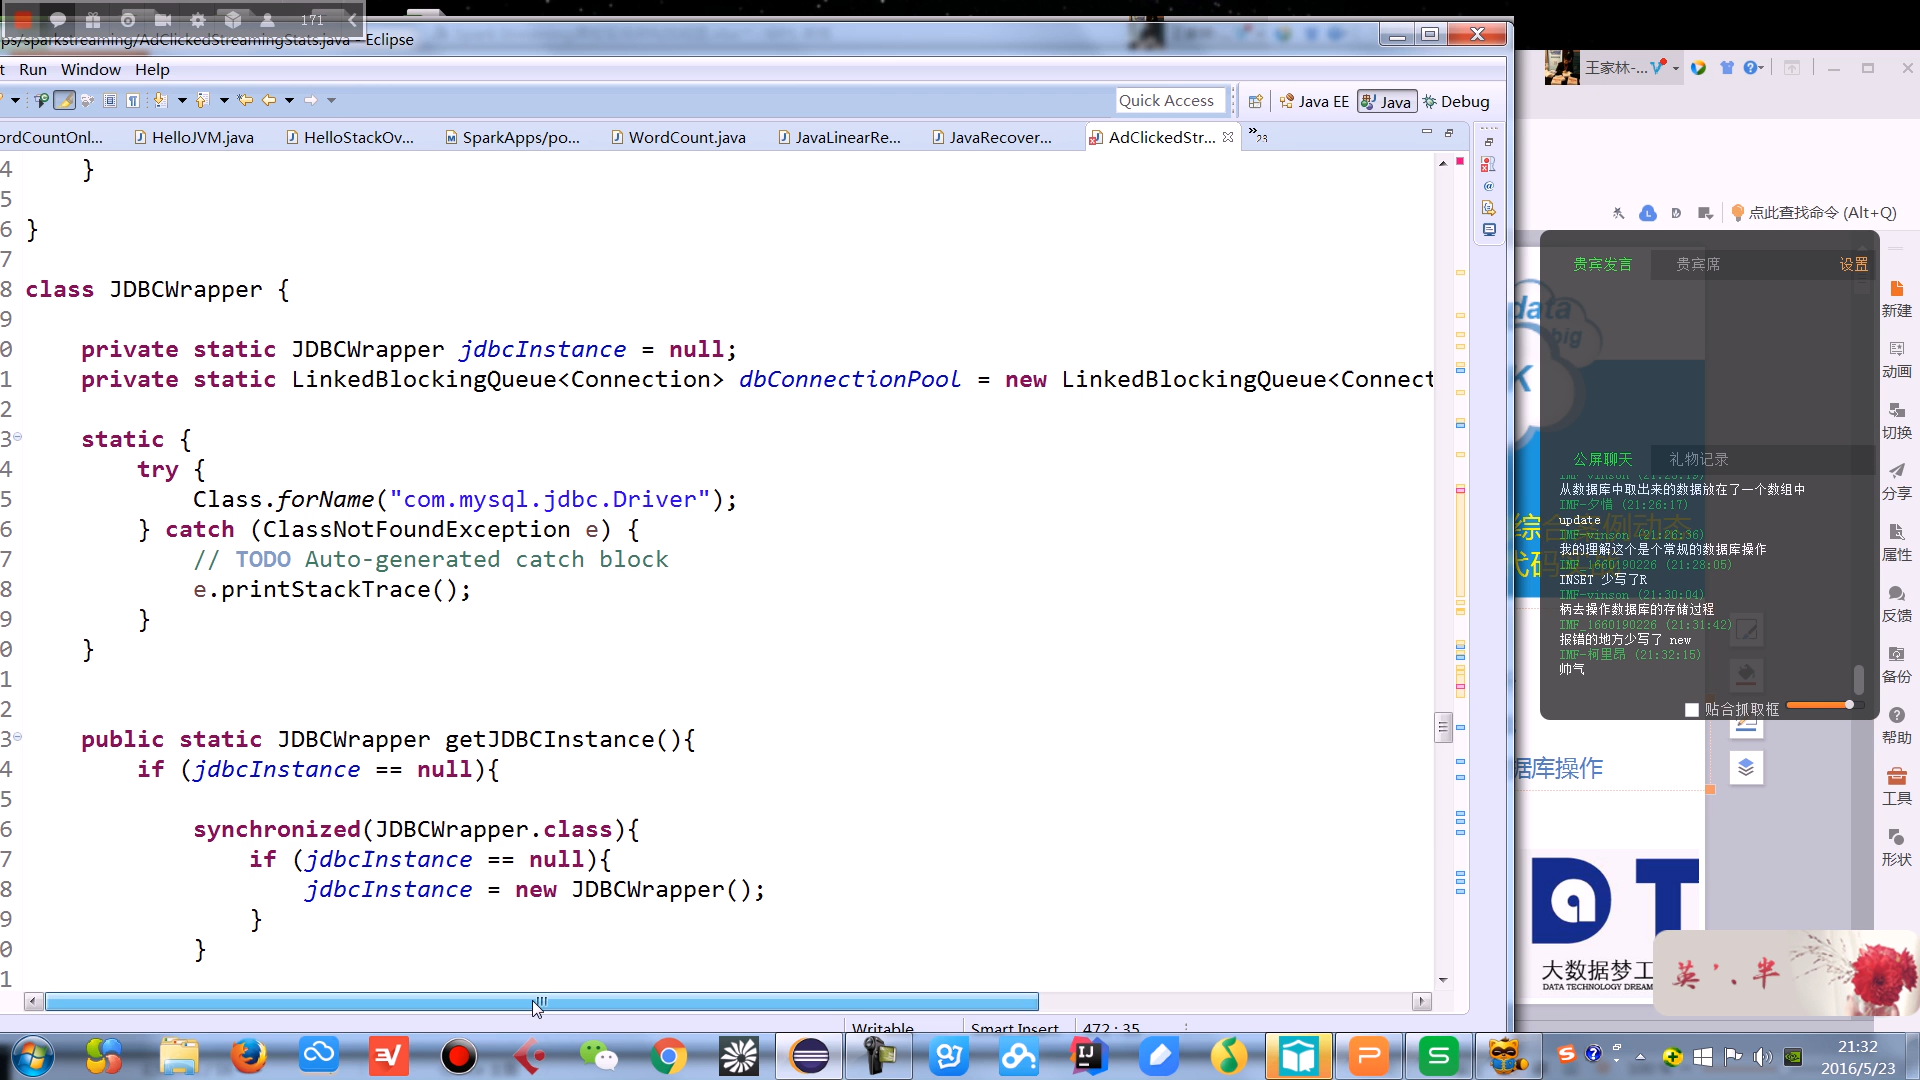 171
ps/sparkstreaming/AdClickedStreamingStats.java - Eclipse
t Run Window Help
Quick Access
Java EE
Java
Debug
ordCountOnl...
HelloJVM.java
HelloStackOv...
SparkApps/po...
WordCount.java
JavaLinearRe...
JavaRecover...
AdClickedStr...
23
4 }
5
6 }
7
8 class JDBCWrapper {
9
0 private static JDBCWrapper jdbcInstance = null;
1 private static LinkedBlockingQueue<Connection> dbConnectionPool = new LinkedBlockingQueue<Connect
2
3 static {
4 try {
5 Class.forName("com.mysql.jdbc.Driver");
6 } catch (ClassNotFoundException e) {
7 // TODO Auto-generated catch block
8 e.printStackTrace();
9 }
0 }
1
2
3 public static JDBCWrapper getJDBCInstance(){
4 if (jdbcInstance == null){
5
6 synchronized(JDBCWrapper.class){
7 if (jdbcInstance == null){
8 jdbcInstance = new JDBCWrapper();
9 }
0 }
1
Writable
Smart Insert
472 : 35
王家林-...
点此查找命令 (Alt+Q)
贵宾发言
贵宾席
设置
data
big
K
公屏聊天
礼物记录
从数据库中取出来的数据放在了一个数组中
IMF-夕惜 (21:26:17)
update
IMF-vinson (21:26:36)
我的理解这个是个常规的数据库操作
IMF_1660190226 (21:28:05)
INSET 少写了R
IMF-vinson (21:30:04)
柄去操作数据库的存储过程
IMF_1660190226 (21:31:42)
报错的地方少写了 new
IMF-柯里昂 (21:32:15)
帅气
贴合抓取框
据库操作
新建
动画
切换
分享
属性
反馈
备份
帮助
工具
形状
大数据梦工
DATA TECHNOLOGY DREAM
英 '、半
21:32
2016/5/23